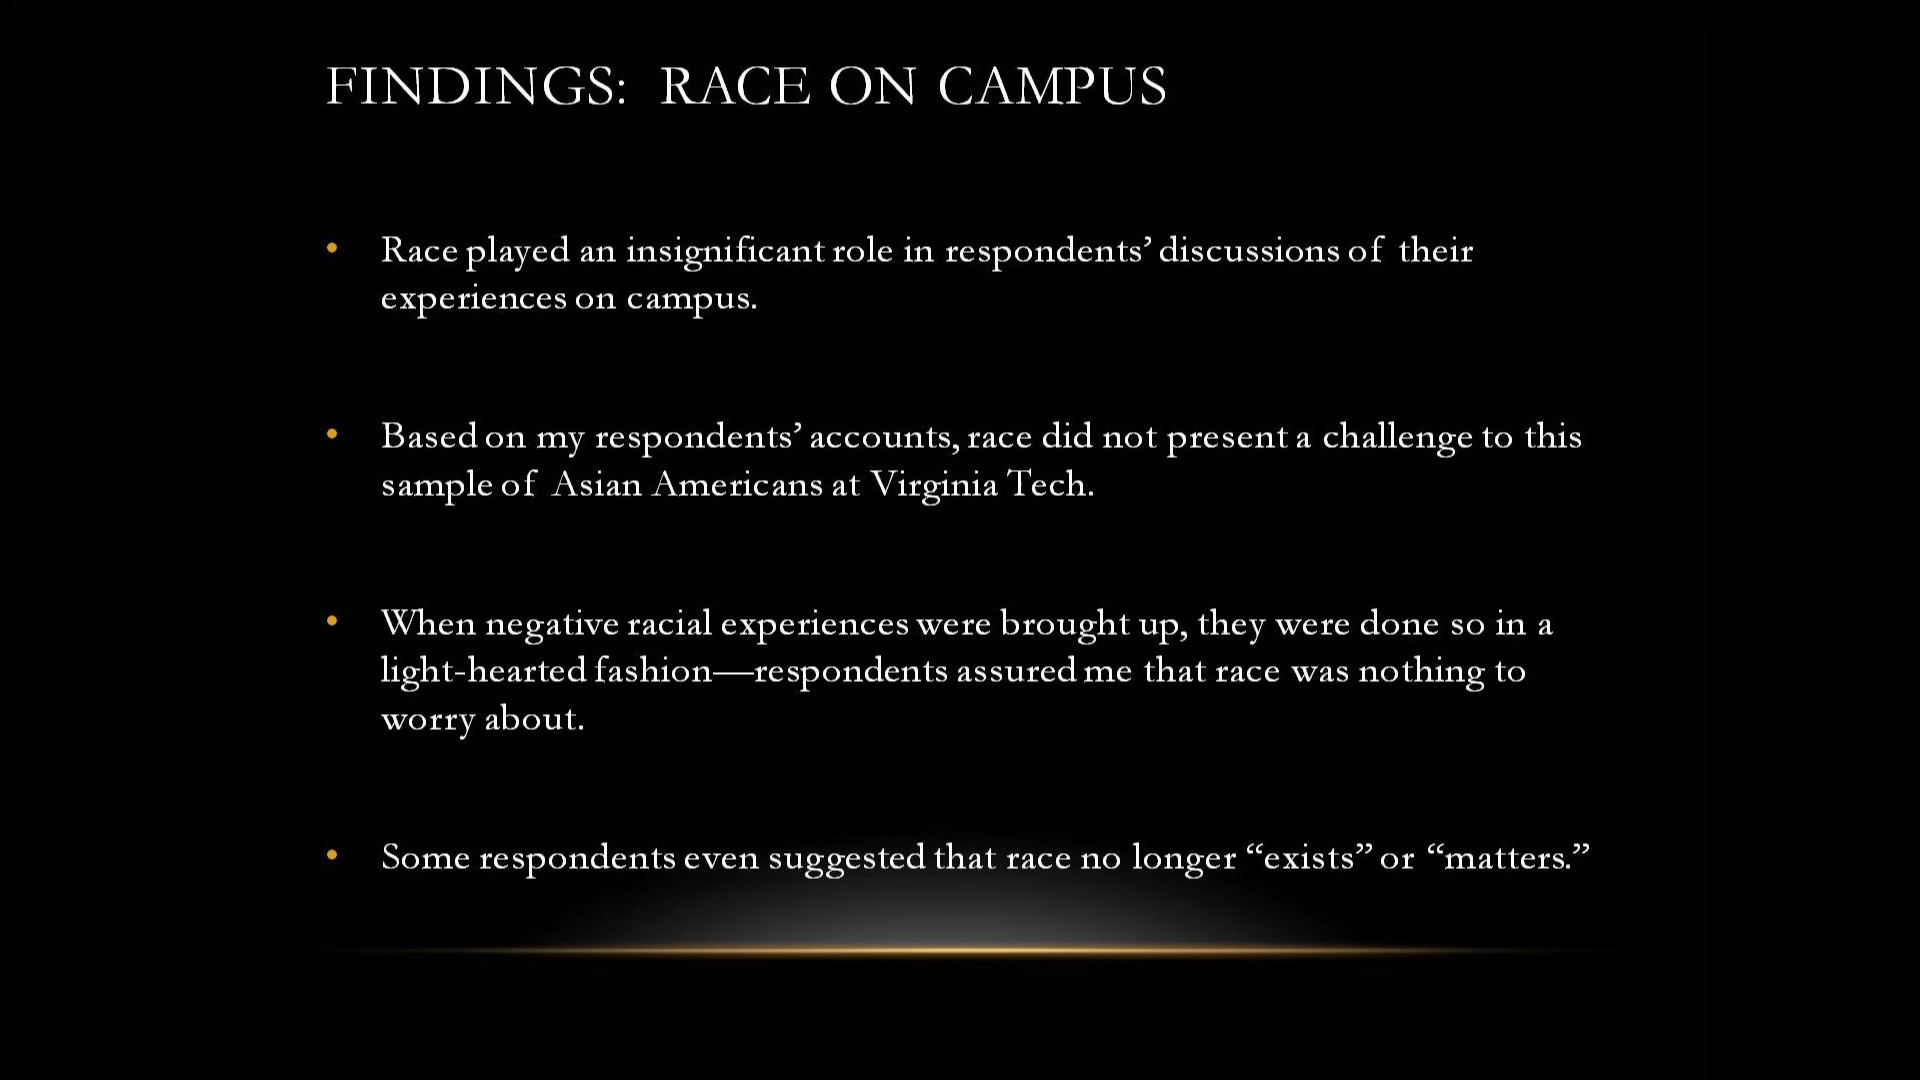 FINDINGS: RACE ON CAMPUS
• Race played an insignificant role in respondents’ discussions of their
experiences on campus.
• Based on my respondents’ accounts, race did not present a challenge to this
sample of Asian Americans at Virginia Tech.
• When negative racial experiences were brought up, they were done so in a
light-hearted fashion—respondents assured me that race was nothing to
worry about.
• Some respondents even suggested that race no longer “exists” or “matters.”